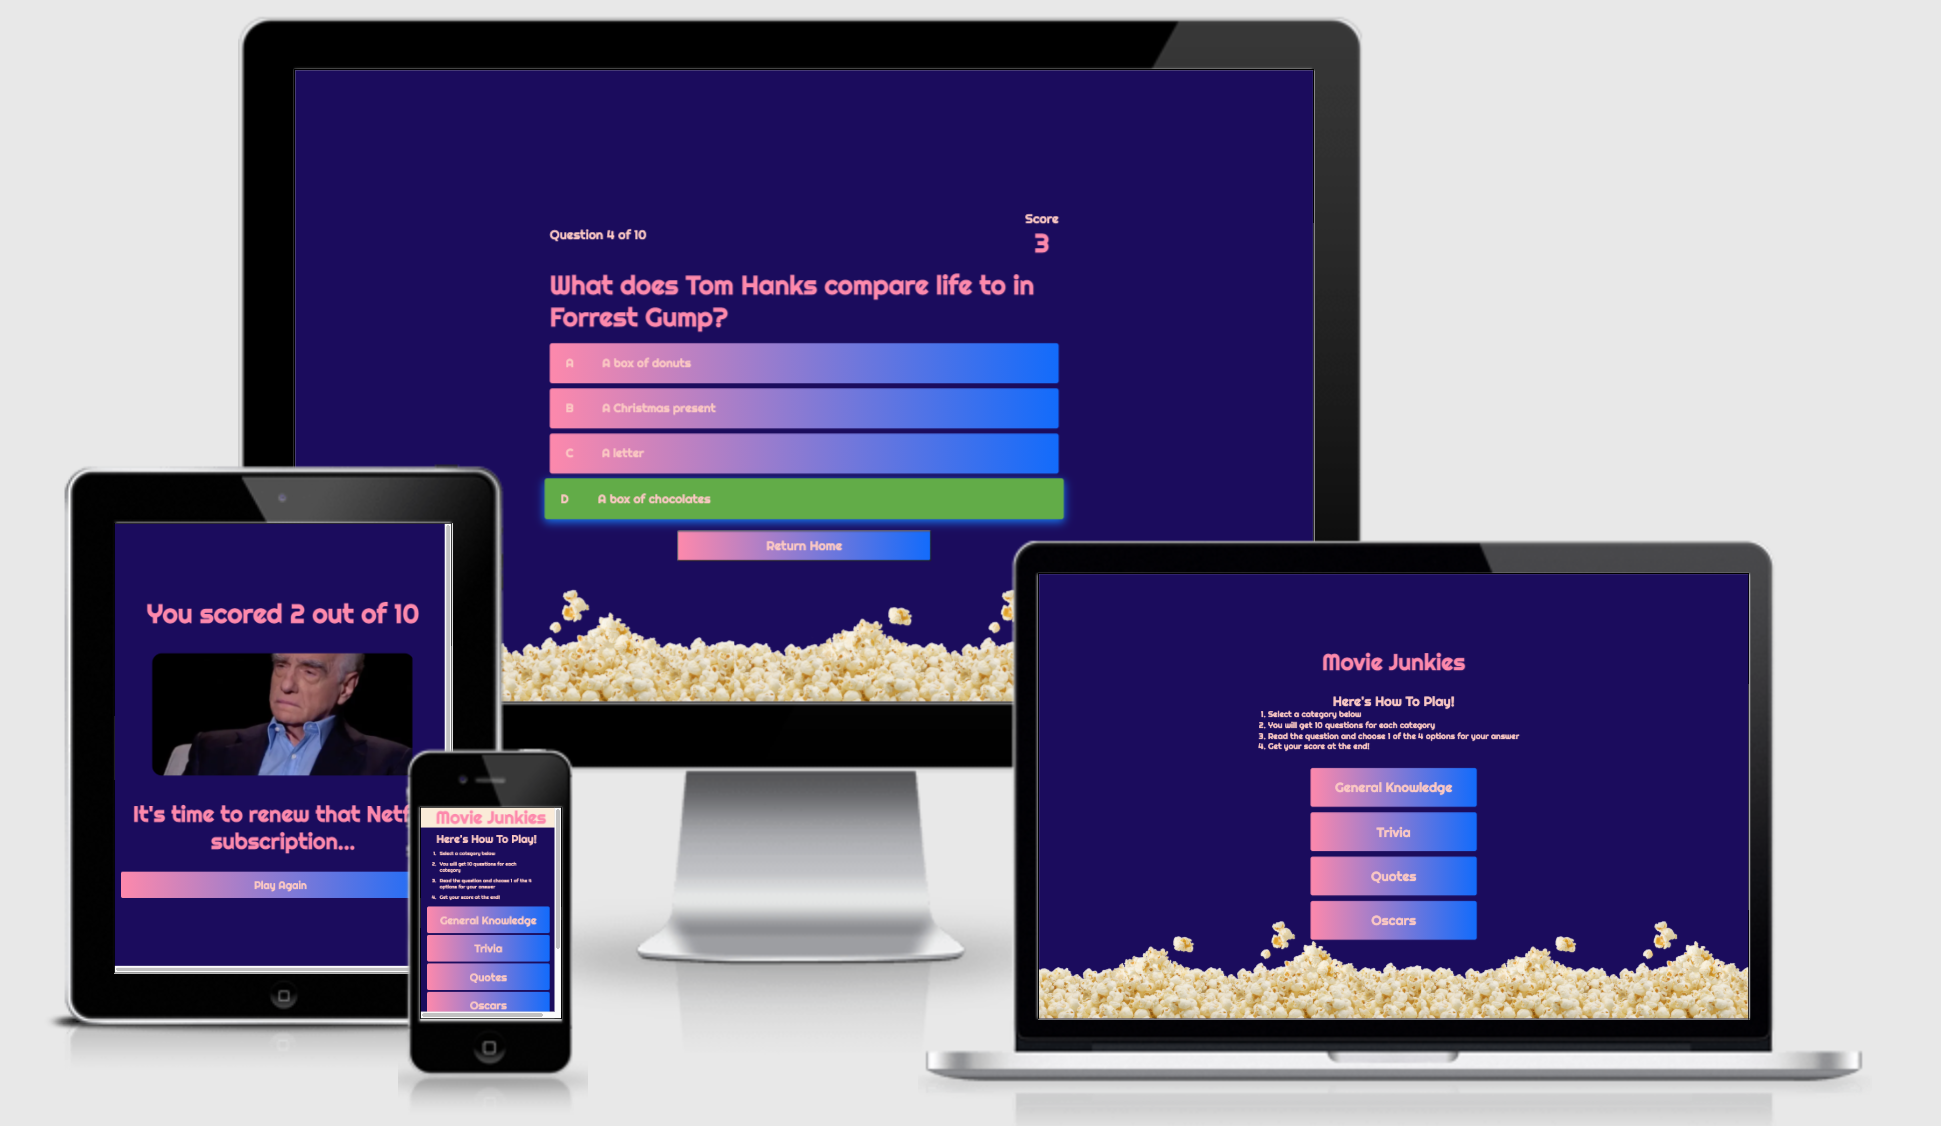 Question 4 of 10
Score
3
What does Tom Hanks compare life to in
Forrest Gump?
A A box of donuts
B A Christmas present
C A letter
D A box of chocolates
Return Home
You scored 2 out of 10
It's time to renew that Netf
subscription...
Play Again
Movie Junkies
Here's How To Play!
1. Select a category below
2. You will get 10 questions for each
category
3. Read the question and choose 1 of the 4
options for your answer
4. Get your score at the end!
General Knowledge
Trivia
Quotes
Oscars
Movie Junkies
Here's How To Play!
1. Select a category below
2. You will get 10 questions for each category
3. Read the question and choose 1 of the 4 options for your answer
4. Get your score at the end!
General Knowledge
Trivia
Quotes
Oscars